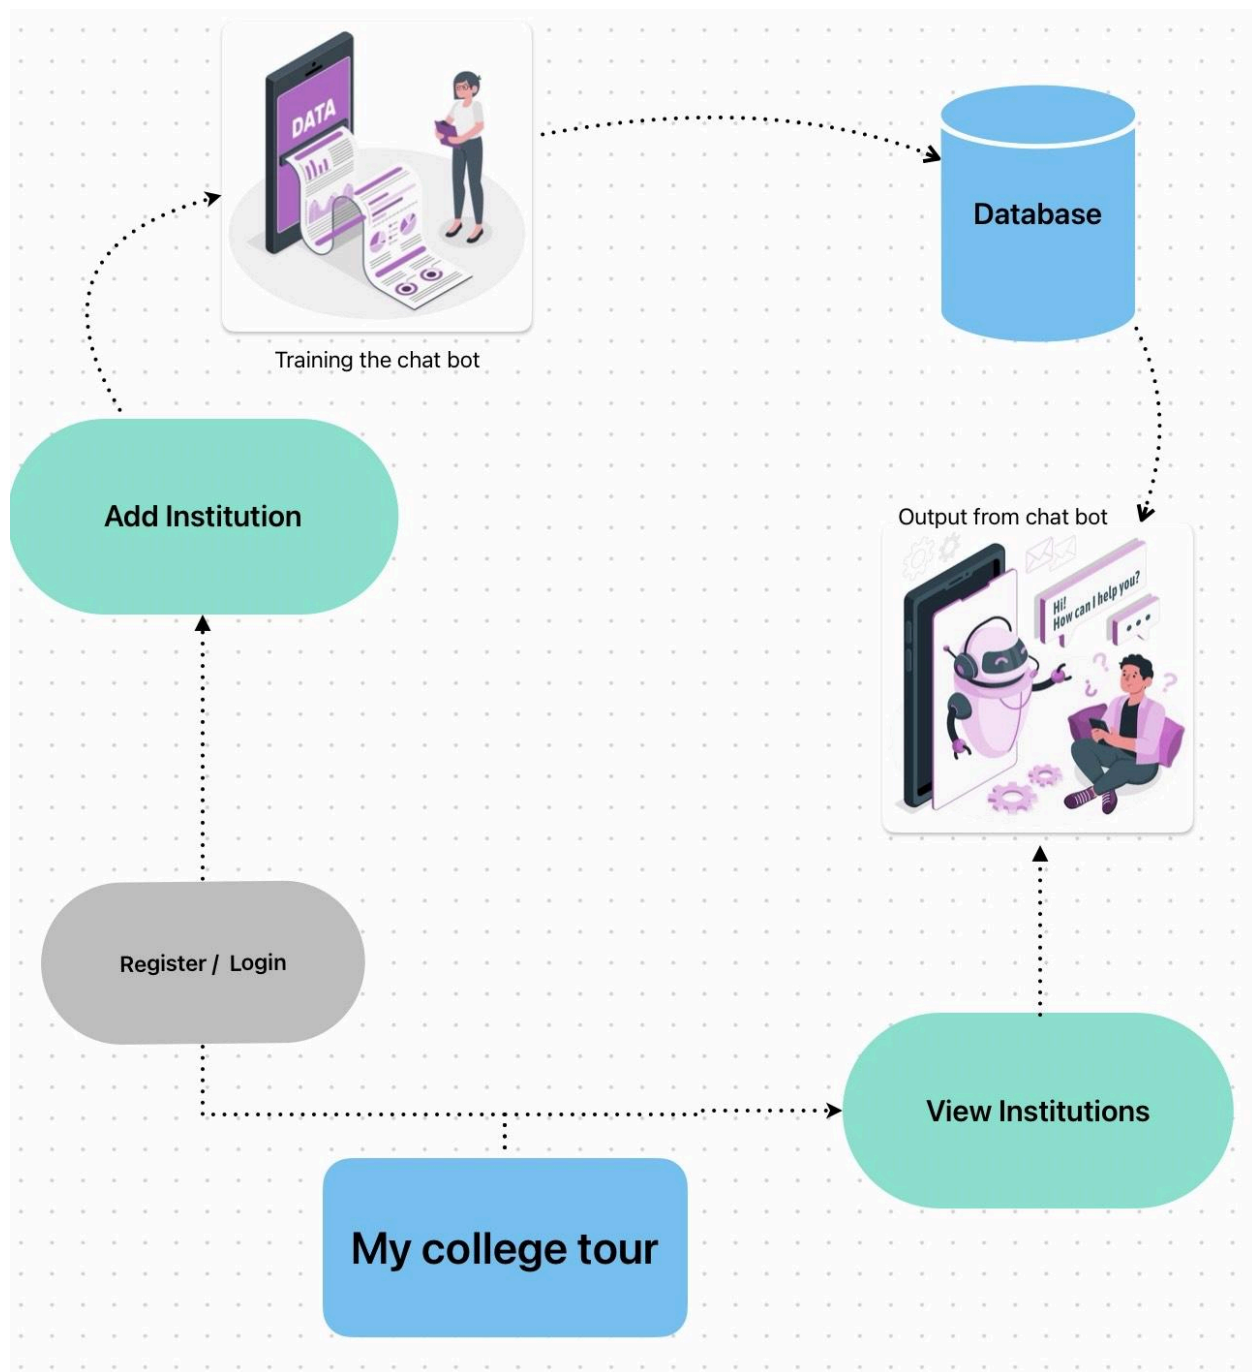 DATA
Database
Training the chat bot
Add Institution
Output from chat bot
Hi!
How can I help you?
Register /  Login
View Institutions
My college tour